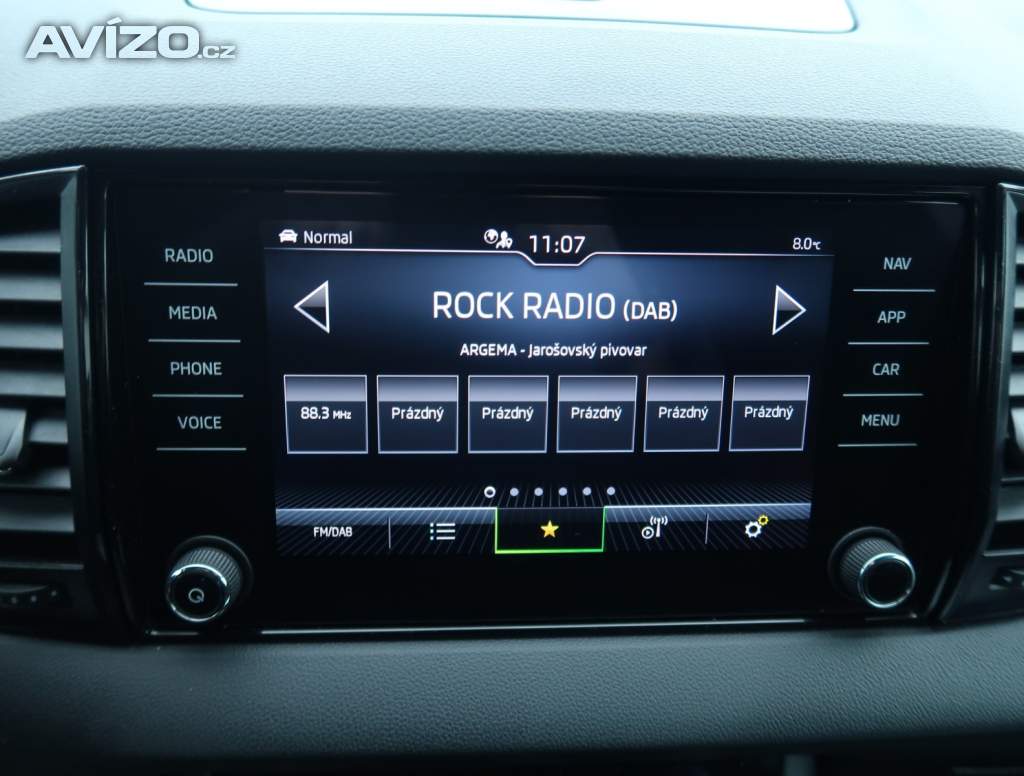 AVÍZO.cz
RADIO
MEDIA
PHONE
VOICE
Normal
11:07
8.0℃
ROCK RADIO (DAB)
ARGEMA - Jarošovský pivovar
88.3 MHz
Prázdný
Prázdný
Prázdný
Prázdný
Prázdný
FM/DAB
NAV
APP
CAR
MENU